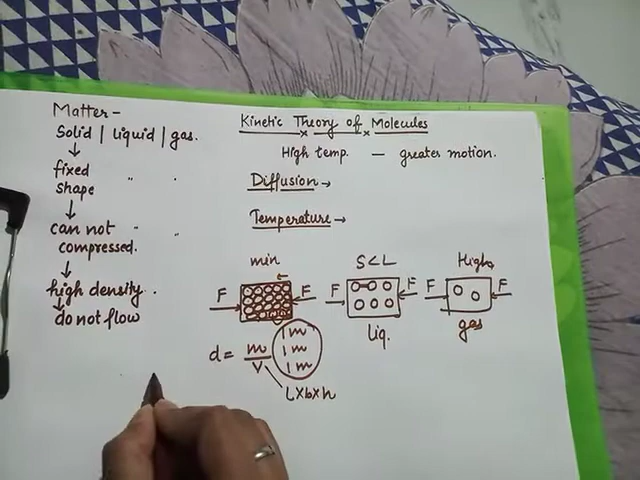 Matter-
Solid | liquid | gas.
fixed
shape " "
can not " "
compressed.
high density .
do not flow
Kinetic Theory of Molecules
High temp. - greater motion.
Diffusion →
Temperature →
min
S<L
High
F F F F F F
liq.
gas
d = m/v
1m
1m
1m
L×b×h